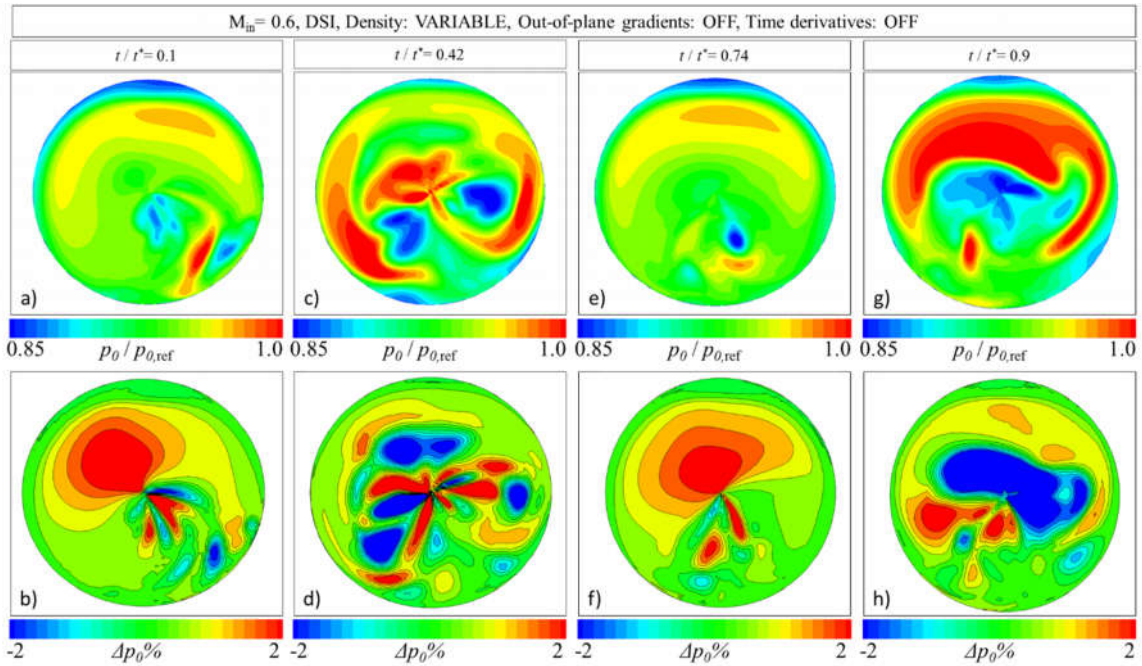 M_in= 0.6, DSI, Density: VARIABLE, Out-of-plane gradients: OFF, Time derivatives: OFF
t / t*= 0.1
t / t*= 0.42
t / t*= 0.74
t / t*= 0.9
a)
c)
e)
g)
0.85 p_0 / p_0,ref 1.0
0.85 p_0 / p_0,ref 1.0
0.85 p_0 / p_0,ref 1.0
0.85 p_0 / p_0,ref 1.0
b)
d)
f)
h)
-2 Δp_0% 2
-2 Δp_0% 2
-2 Δp_0% 2
-2 Δp_0% 2